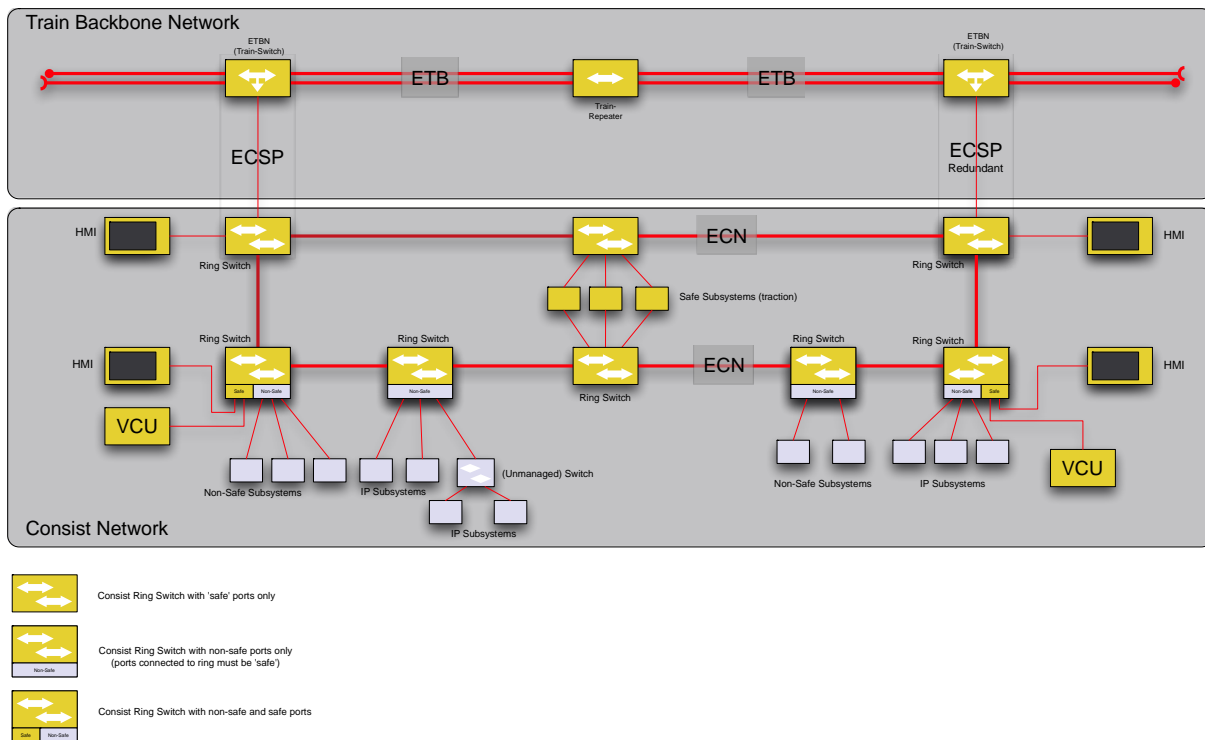 Train Backbone Network
ETBN
(Train-Switch)
ETB
Train-
Repeater
ETB
ETBN
(Train-Switch)
ECSP
ECSP
Redundant
HMI
Ring Switch
ECN
Ring Switch
HMI
Safe Subsystems (traction)
HMI
Ring Switch
Safe
Non-Safe
Ring Switch
Non-Safe
Ring Switch
ECN
Ring Switch
Non-Safe
Ring Switch
Non-Safe
Safe
HMI
VCU
VCU
Non-Safe Subsystems
IP Subsystems
(Unmanaged) Switch
IP Subsystems
Non-Safe Subsystems
IP Subsystems
Consist Network
Consist Ring Switch with 'safe' ports only
Consist Ring Switch with non-safe ports only
(ports connected to ring must be 'safe')
Non-Safe
Consist Ring Switch with non-safe and safe ports
Safe
Non-Safe